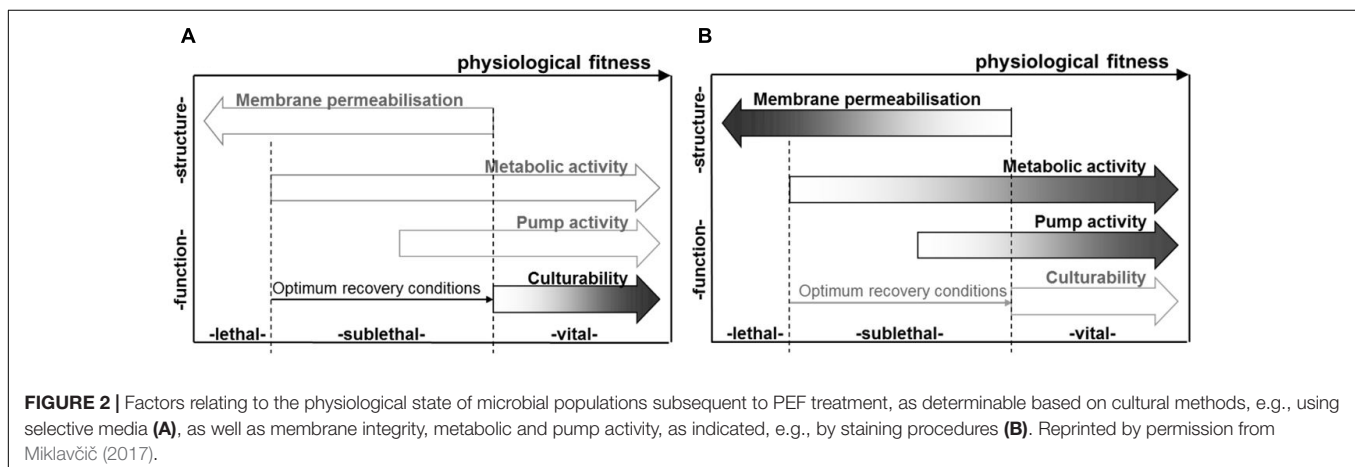 A
physiological fitness
-structure-
-function-
Membrane permeabilisation
Metabolic activity
Pump activity
Culturability
Optimum recovery conditions
-lethal-
-sublethal-
-vital-
B
physiological fitness
-structure-
-function-
Membrane permeabilisation
Metabolic activity
Pump activity
Culturability
Optimum recovery conditions
-lethal-
-sublethal-
-vital-
FIGURE 2 | Factors relating to the physiological state of microbial populations subsequent to PEF treatment, as determinable based on cultural methods, e.g., using
selective media (A), as well as membrane integrity, metabolic and pump activity, as indicated, e.g., by staining procedures (B). Reprinted by permission from
Miklavčič (2017).